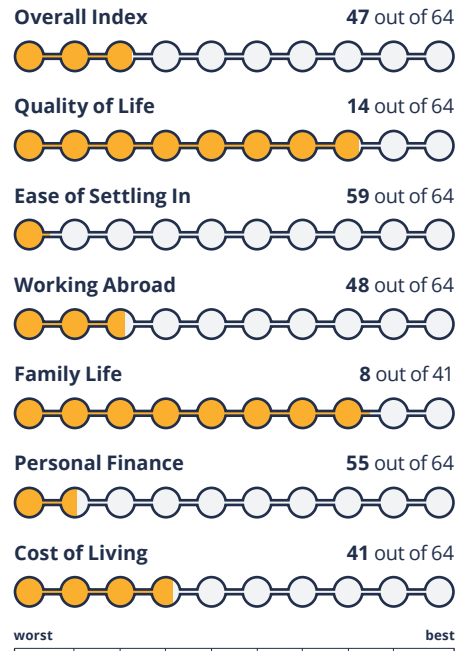 Overall Index 47 out of 64
Quality of Life 14 out of 64
Ease of Settling In 59 out of 64
Working Abroad 48 out of 64
Family Life 8 out of 41
Personal Finance 55 out of 64
Cost of Living 41 out of 64
worst best